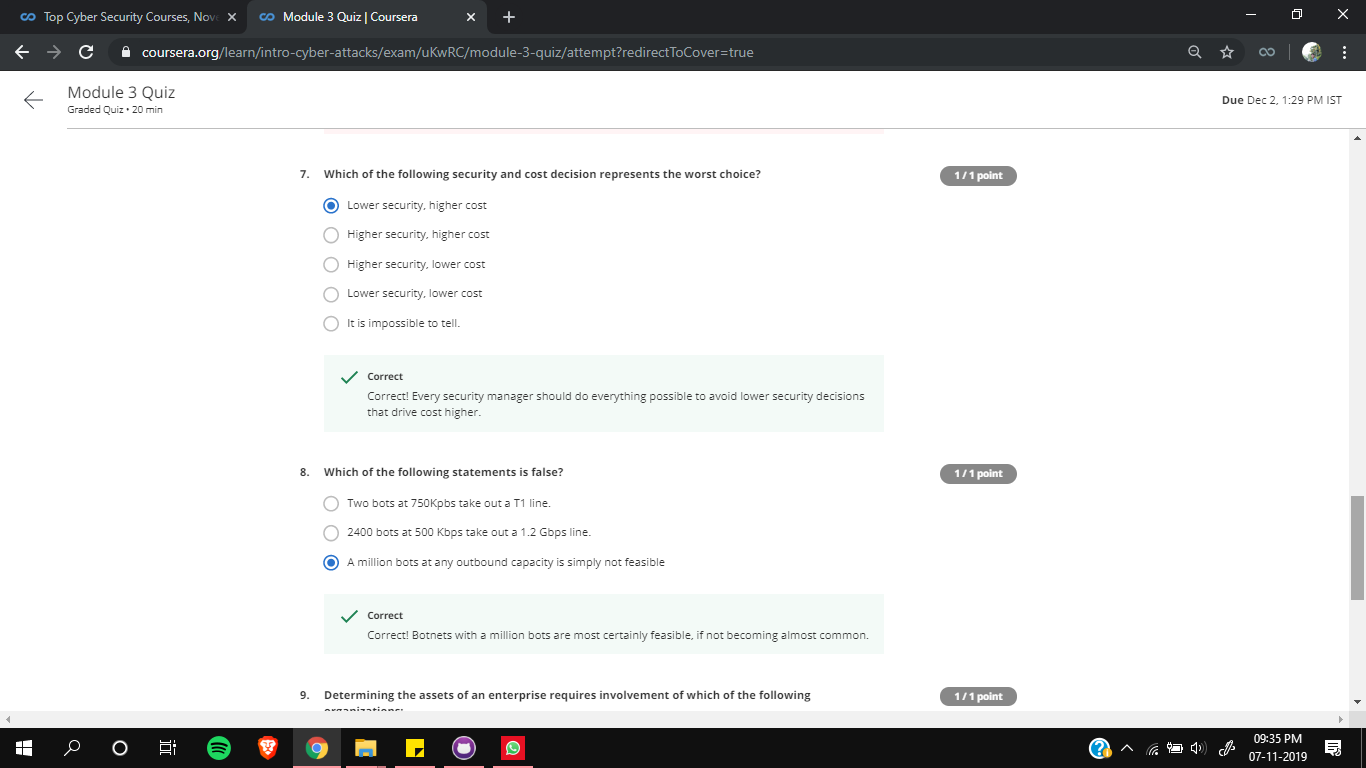 Top Cyber Security Courses, Nove
Module 3 Quiz | Coursera
coursera.org/learn/intro-cyber-attacks/exam/uKwRC/module-3-quiz/attempt?redirectToCover=true
Module 3 Quiz
Graded Quiz • 20 min
Due Dec 2, 1:29 PM IST
7. Which of the following security and cost decision represents the worst choice?
1 / 1 point
Lower security, higher cost
Higher security, higher cost
Higher security, lower cost
Lower security, lower cost
It is impossible to tell.
Correct
Correct! Every security manager should do everything possible to avoid lower security decisions
that drive cost higher.
8. Which of the following statements is false?
1 / 1 point
Two bots at 750Kpbs take out a T1 line.
2400 bots at 500 Kbps take out a 1.2 Gbps line.
A million bots at any outbound capacity is simply not feasible
Correct
Correct! Botnets with a million bots are most certainly feasible, if not becoming almost common.
9. Determining the assets of an enterprise requires involvement of which of the following
1 / 1 point
organizations:
09:35 PM
07-11-2019